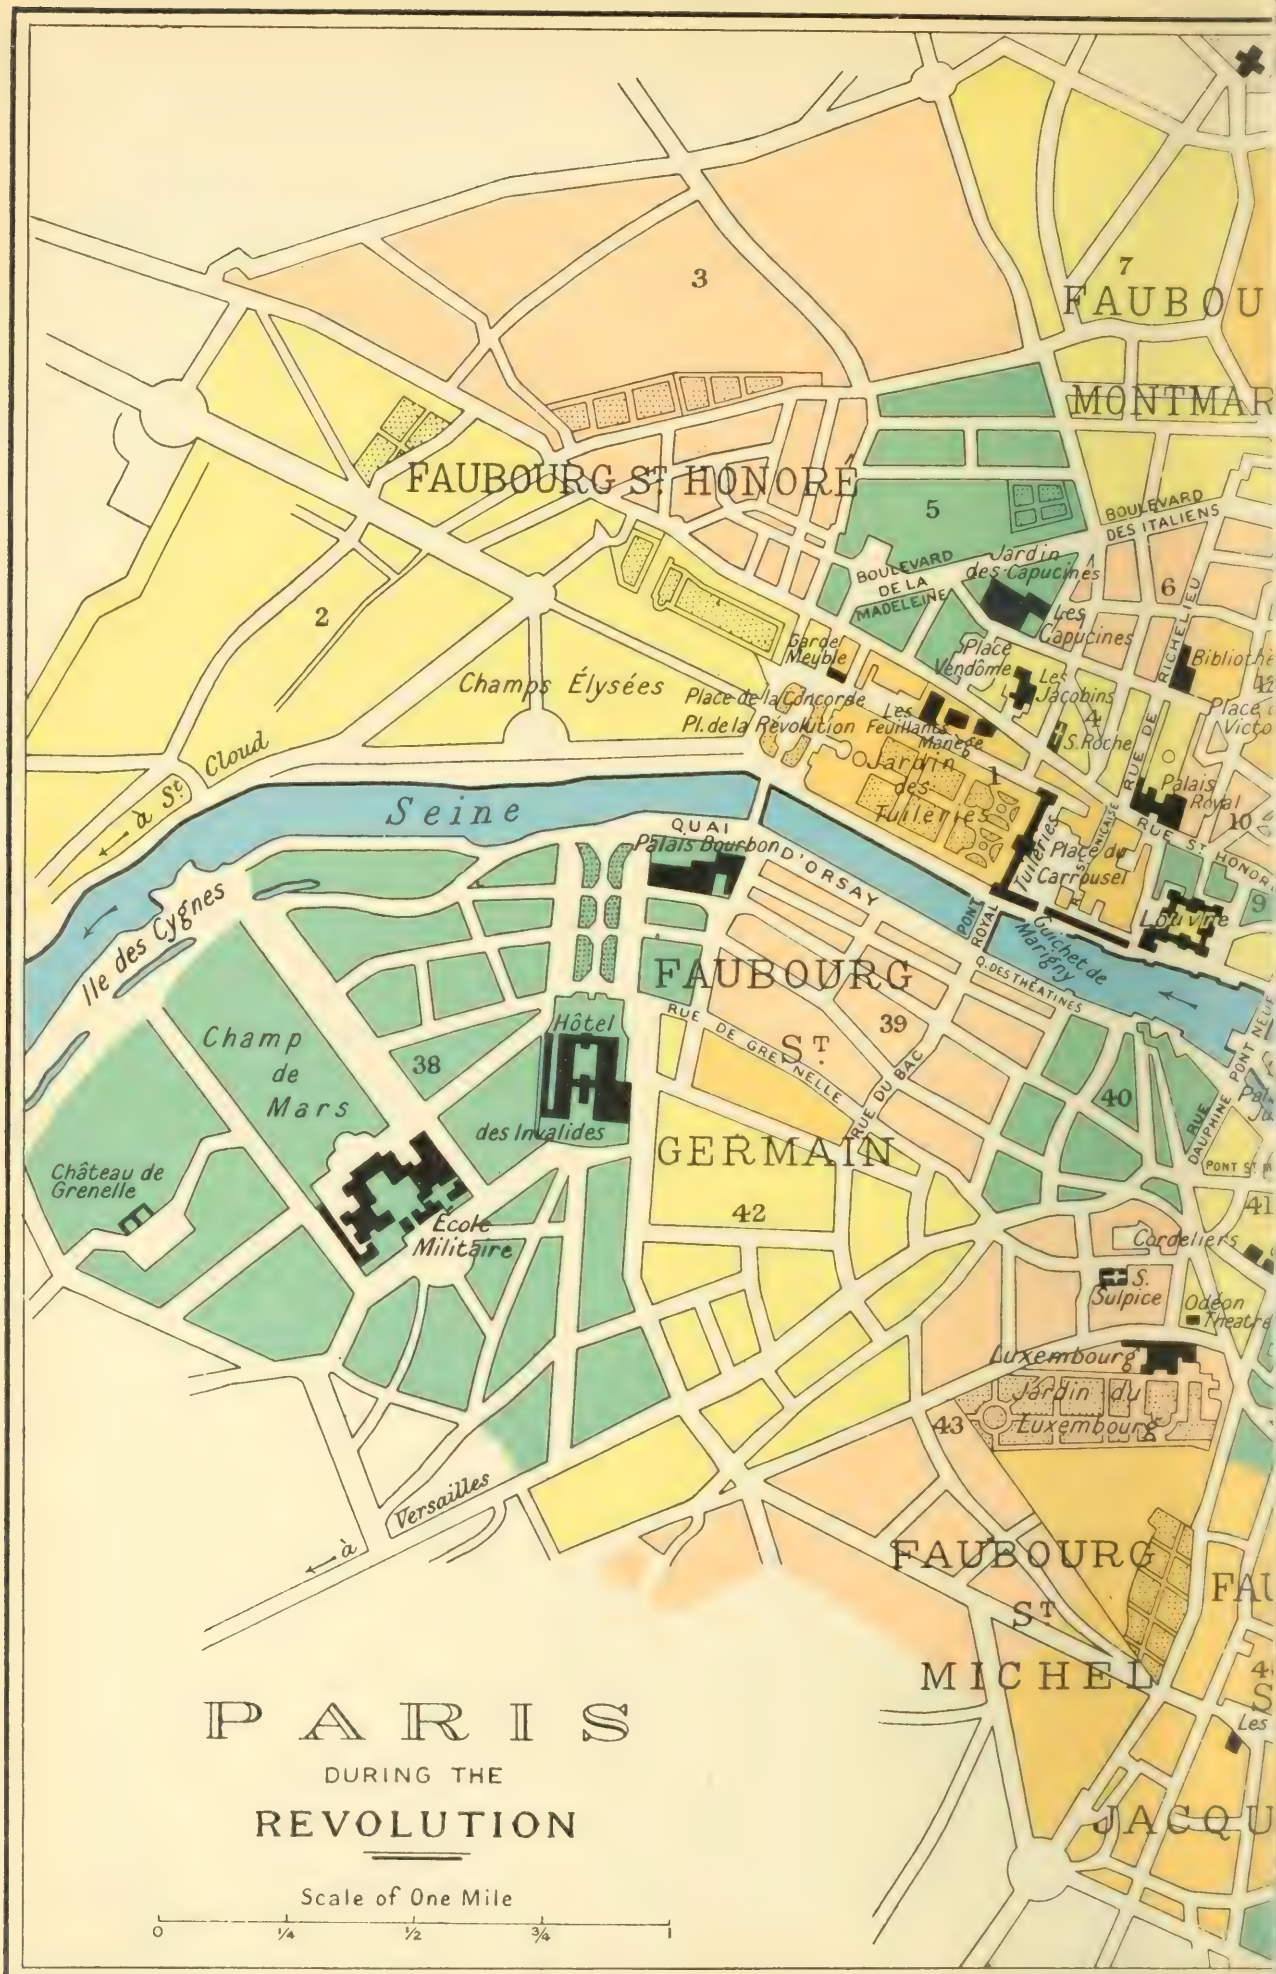 3
7
FAUBOU
MONTMAR
FAUBOURG ST HONORÉ
5
BOULEVARD
DES ITALIENS
BOULEVARD
DE LA
MADELEINE
Jardin
des Capucines
Les
Capucines
6
RUE DE RICHELIEU
2
Garde
Meuble
Place
Vendôme
Les
Jacobins
Biblioth
Champs Élysées
Place de la Concorde
Pl. de la Révolution
Les
Feuillants
Manège
4
S. Roche
Place
Victo
à St. Cloud
Jardin
des
Tuileries
1
Palais
Royal
10
RUE ST HONOR
Seine
QUAI D'ORSAY
Palais Bourbon
Tuileries
Place du
Carrousel
Louvre
9
PONT
ROYAL
Guichet de
Marigny
Ile des Cygnes
FAUBOURG
ST
GERMAIN
Q. DES THÉATINES
PONT NEUF
RUE DE GRENELLE
39
RUE DU BAC
Champ
de
Mars
38
Hôtel
des Invalides
40
RUE
DAUPHINE
Château de
Grenelle
École
Militaire
42
41
PONT ST
Cordeliers
S.
Sulpice
Odéon
Theatre
Luxembourg
Jardin du
Luxembourg
43
à Versailles
FAUBOURG
ST
MICHEL
FAU
Les
JACQU
PARIS
DURING THE
REVOLUTION
Scale of One Mile
0 1/4 1/2 3/4 1